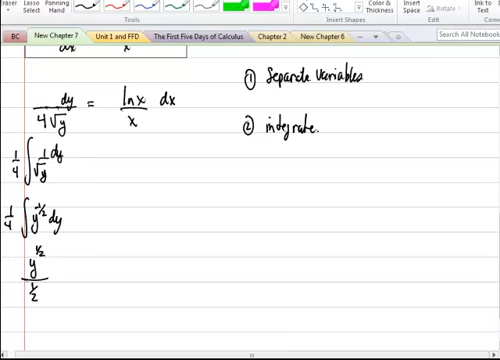 Eraser Lasso Select Panning Hand
Color & Thickness
Insert Space
Ink to Text
Tools
Insert Shapes
Edit
BC New Chapter 7 Unit 1 and FFD The First Five Days of Calculus Chapter 2 New Chapter 6 Search All Notebooks
dx x
① Separate variables
dy/4√y = lnx/x dx
② integrate.
1/4 ∫ 1/√y dy
1/4 ∫ y^-1/2 dy
y^1/2
1/2